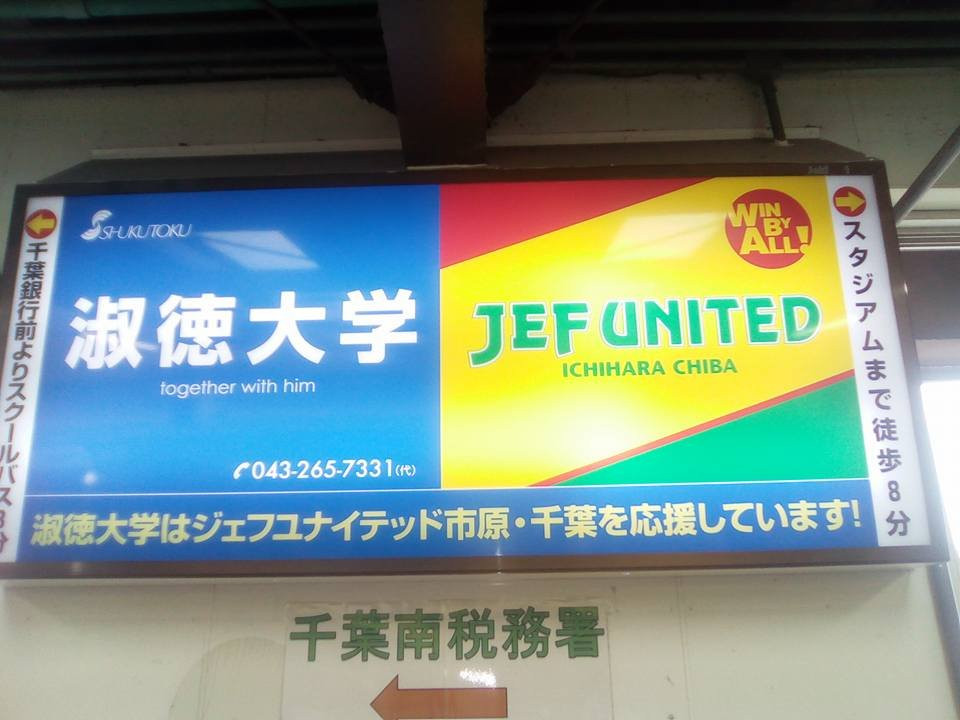 千葉銀行前よりスクールバス8分
SHUKUTOKU
淑徳大学
together with him
043-265-7331(代)
WIN
BY
ALL!
JEF UNITED
ICHIHARA CHIBA
スタジアムまで徒歩8分
淑徳大学はジェフユナイテッド市原・千葉を応援しています!
千葉南税務署